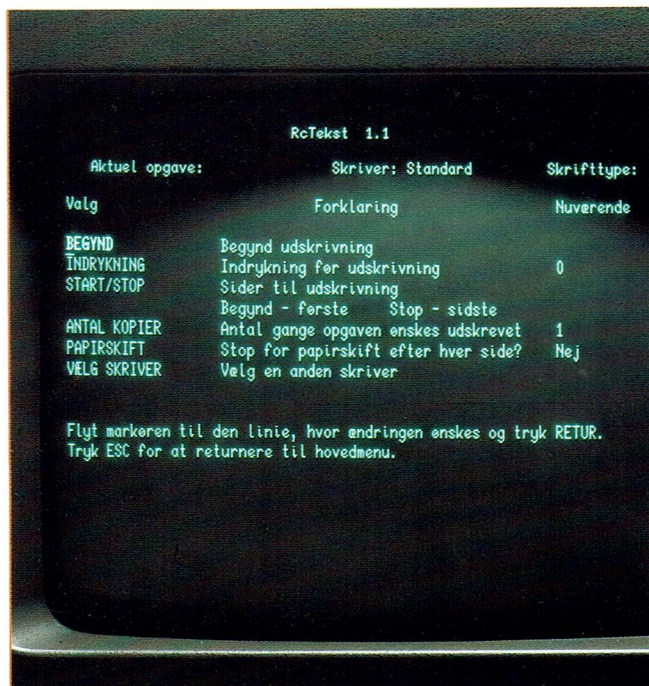 RcTekst 1.1
Aktuel opgave: Skriver: Standard Skrifttype:
Valg Forklaring Nuværende
BEGYND Begynd udskrivning
INDRYKNING Indrykning før udskrivning 0
START/STOP Sider til udskrivning
Begynd - første Stop - sidste
ANTAL KOPIER Antal gange opgaven ønskes udskrevet 1
PAPIRSKIFT Stop for papirskift efter hver side? Nej
VÆLG SKRIVER Vælg en anden skriver
Flyt markøren til den linie, hvor ændringen ønskes og tryk RETUR.
Tryk ESC for at returnere til hovedmenu.